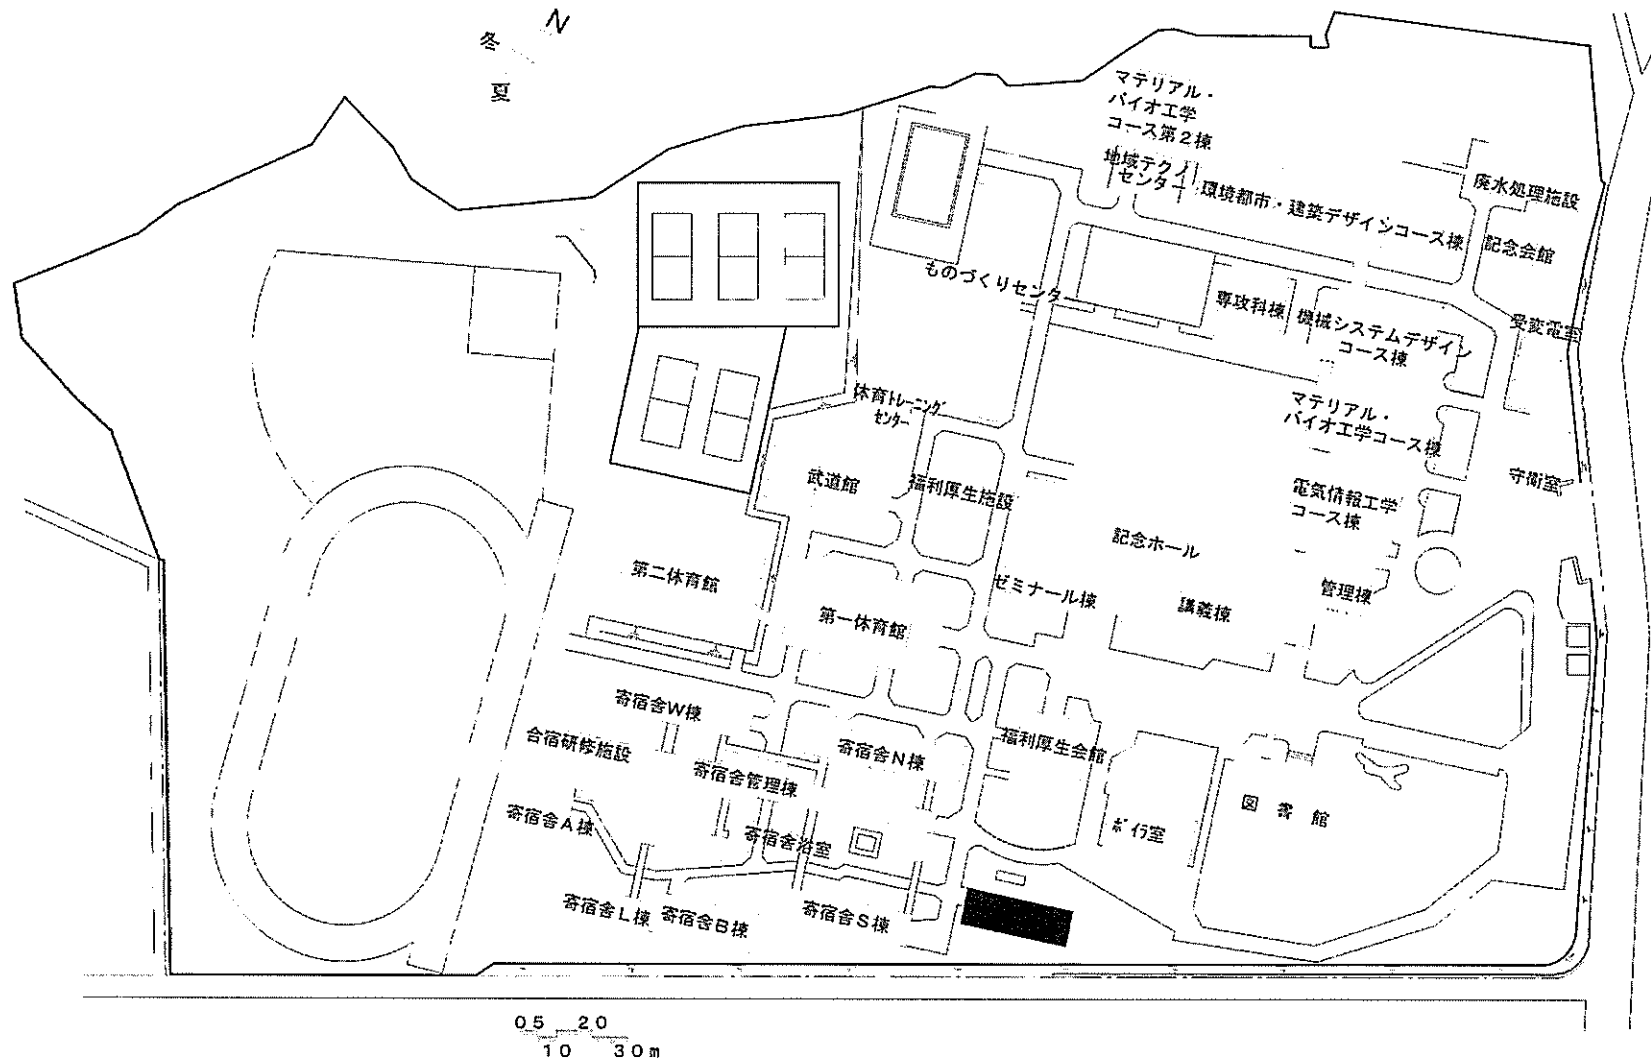 N
冬
夏
マテリアル・
バイオ工学
コース第2棟
地域テクノ
センター
環境都市・建築デザインコース棟
廃水処理施設
記念会館
ものづくりセンタ
専攻科棟
機械システムデザイン
コース棟
受変電室
体育トレーニング
センター
マテリアル・
バイオ工学コース棟
武道館
福利厚生施設
守衛室
電気情報工学
コース棟
記念ホール
第二体育館
ゼミナール棟
管理棟
講義棟
第一体育館
寄宿舎W棟
合宿研修施設
寄宿舎N棟
福利厚生会館
寄宿舎管理棟
図書館
寄宿舎A棟
寄宿舎浴室
ボイラ室
寄宿舎L棟
寄宿舎B棟
寄宿舎S棟
05 20
10 30m